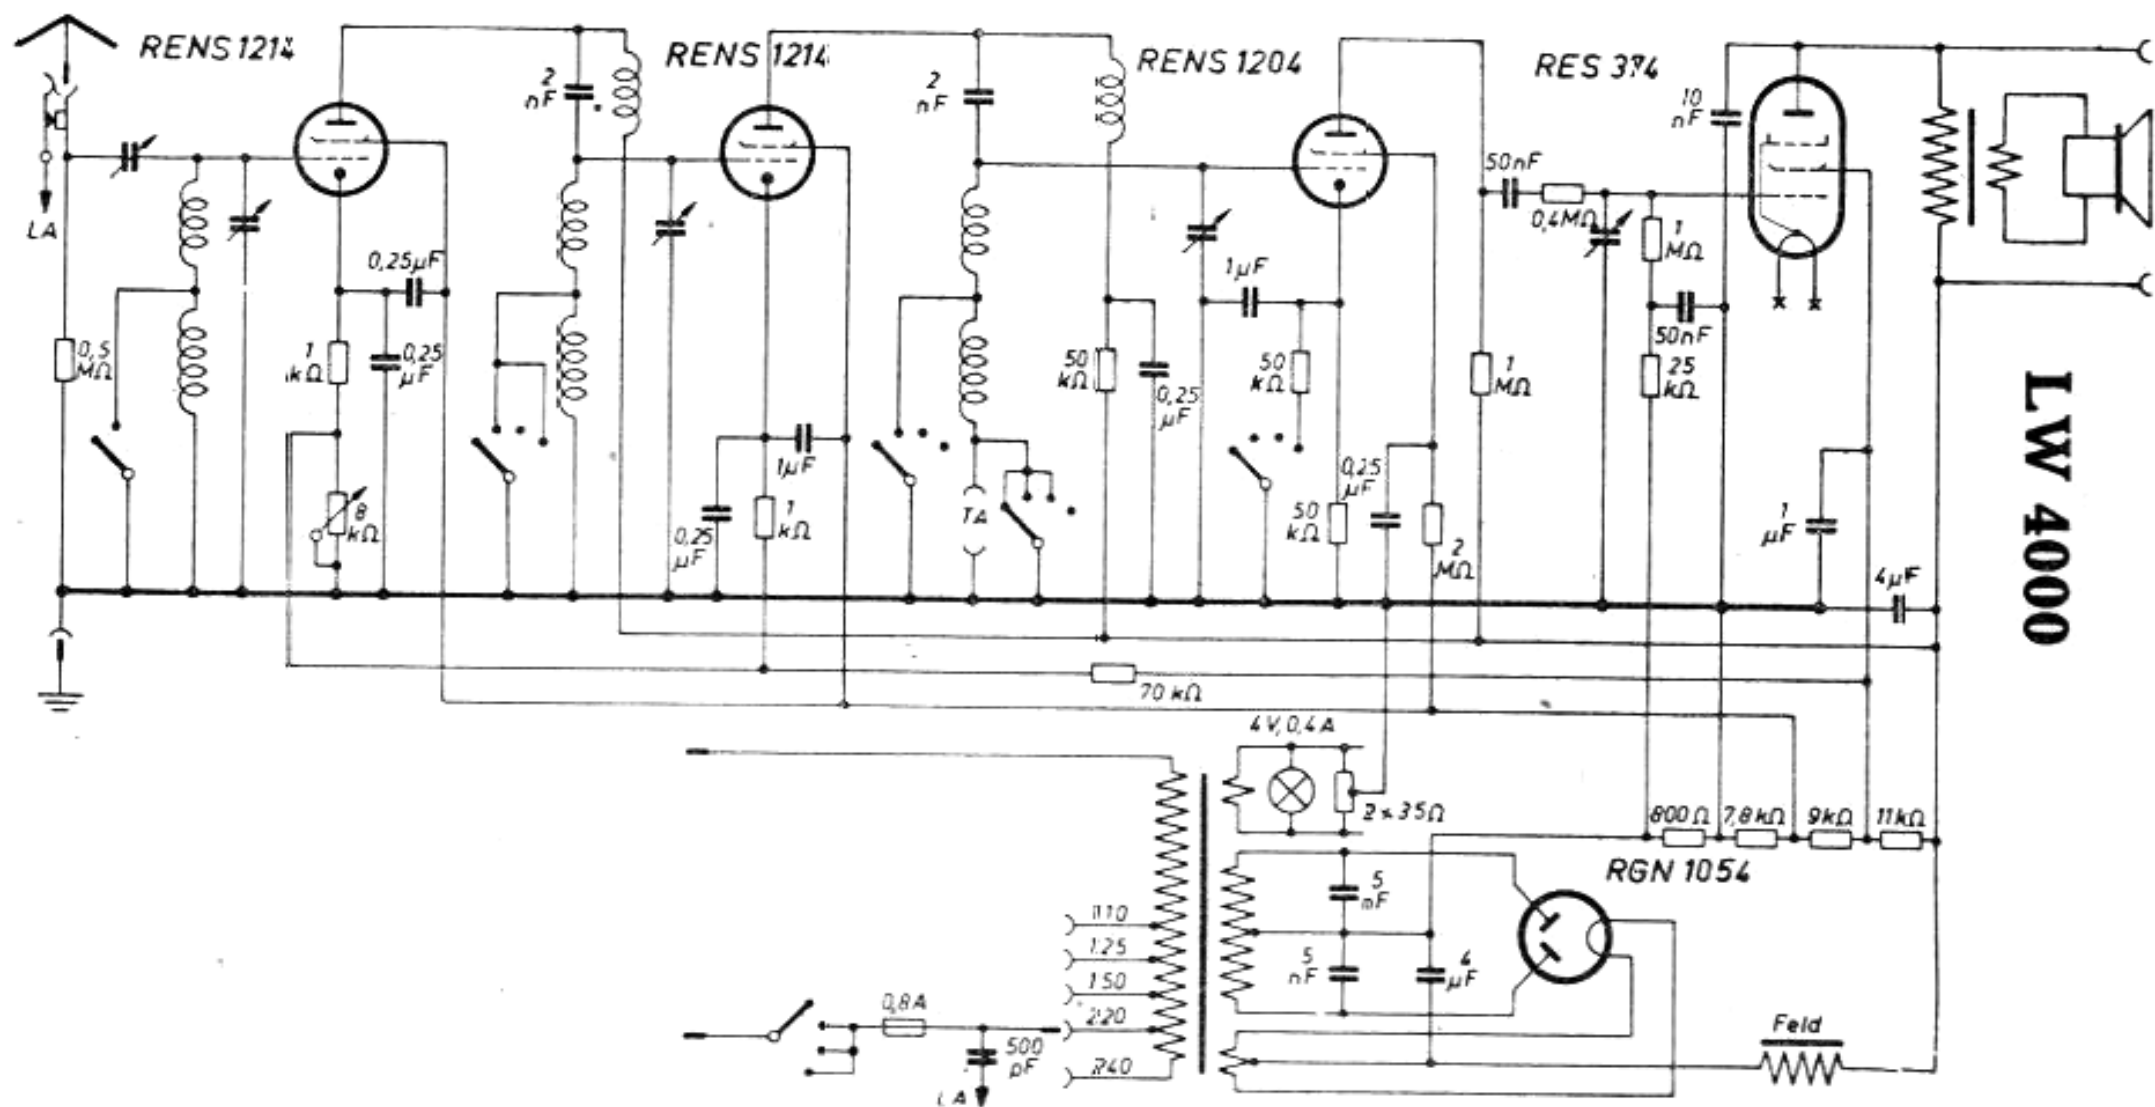 RENS 1214
RENS 1214
RENS 1204
RES 374
2
nF
2
nF
10
nF
LA
50nF
0,4MΩ
1
MΩ
0,25µF
1µF
50nF
0,5
MΩ
1
kΩ
0,25
µF
50
kΩ
0,25
µF
50
kΩ
1
MΩ
25
kΩ
LW 4000
1µF
8
kΩ
0,25
µF
1
kΩ
TA
50
kΩ
0,25
µF
2
MΩ
1
µF
4µF
70 kΩ
4V, 0,4A
2×35Ω
800Ω
7,8kΩ
9kΩ
11kΩ
RGN 1054
5
nF
110
125
5
nF
4
µF
150
0,8A
220
500
pF
240
LA
Feld